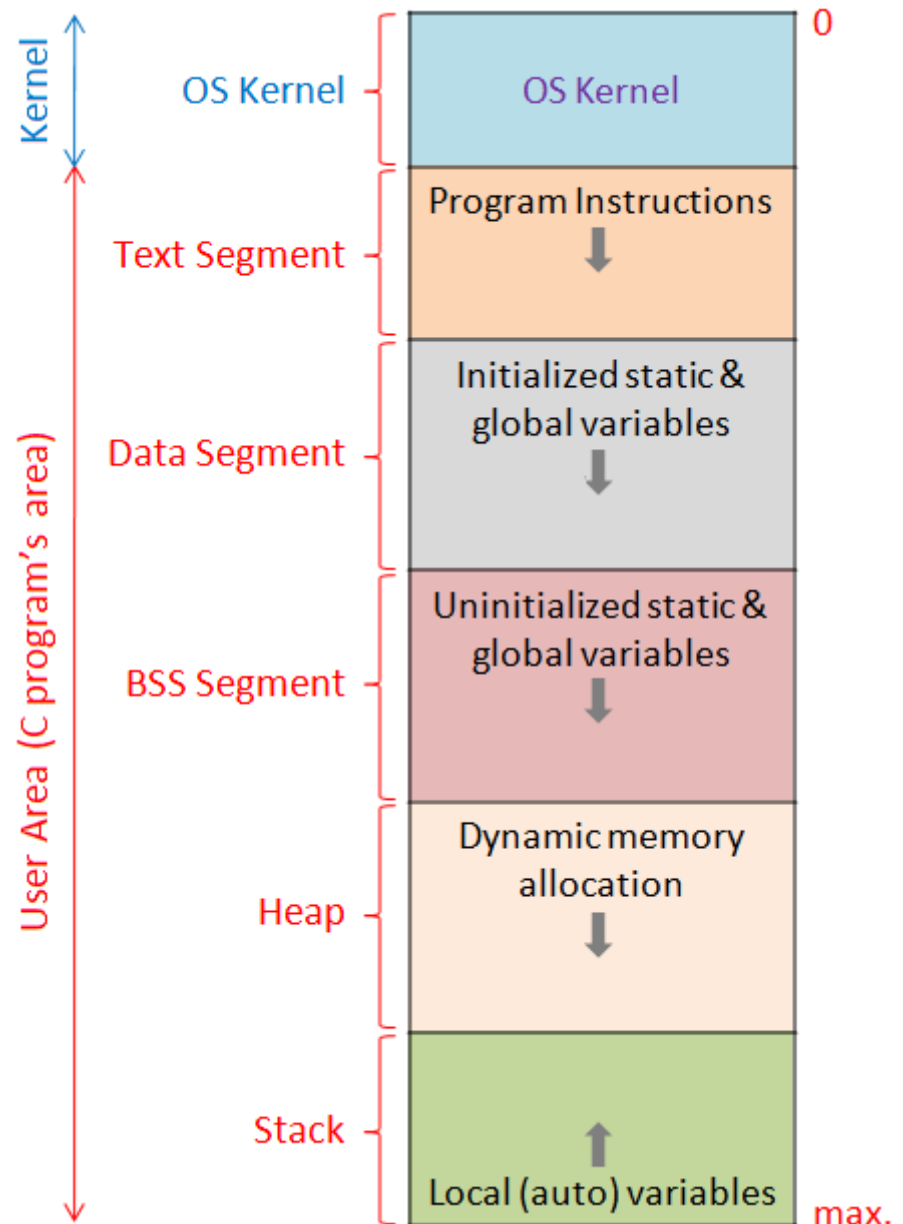 0
Kernel
OS Kernel
OS Kernel
User Area (C program's area)
Text Segment
Program Instructions
Data Segment
Initialized static &
global variables
BSS Segment
Uninitialized static &
global variables
Heap
Dynamic memory
allocation
Stack
Local (auto) variables
max.